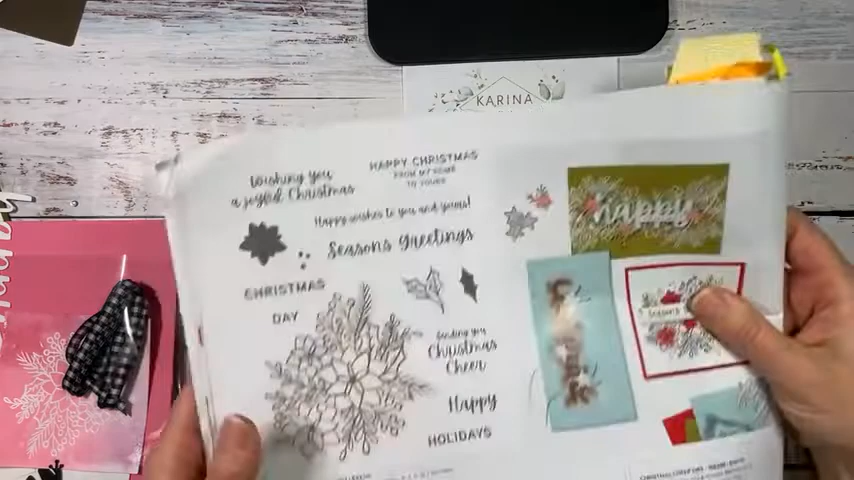 KARINA
Wishing you
a joyful Christmas
HAPPY CHRISTMAS
FROM MY HOME
TO YOURS
Happy wishes to you and yours!
Seasons Greetings
CHRISTMAS
DAY
Sending you
Christmas
Cheer
Happy
HOLIDAYS
happy